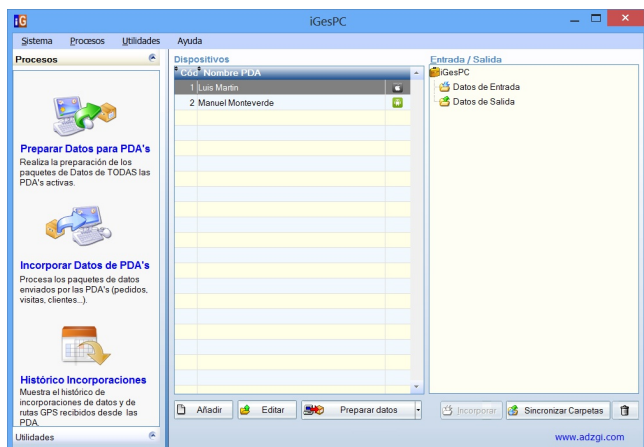 iG
iGesPC
Sistema Procesos Utilidades Ayuda
Procesos
Preparar Datos para PDA's
Realiza la preparación de los
paquetes de Datos de TODAS las
PDA's activas.
Incorporar Datos de PDA's
Procesa los paquetes de datos
enviados por las PDA's (pedidos,
visitas, clientes...).
Histórico Incorporaciones
Muestra el histórico de
incorporaciones de datos y de
rutas GPS recibidos desde las
PDA.
Utilidades
Dispositivos
Cód Nombre PDA
1 Luis Martin
2 Manuel Monteverde
Añadir Editar Preparar datos
Entrada / Salida
iGesPC
Datos de Entrada
Datos de Salida
Incorporar Sincronizar Carpetas
www.adzgi.com